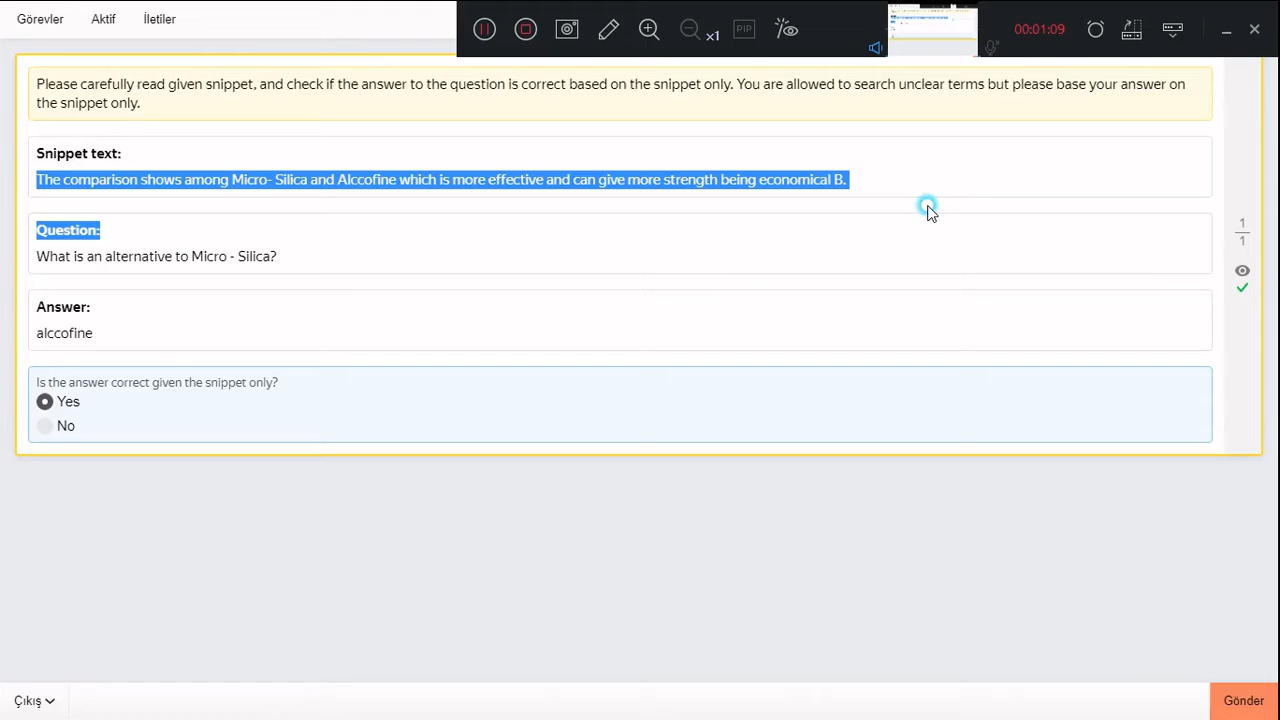 Görevler Aktif İletiler
x1 PIP 00:01:09
Please carefully read given snippet, and check if the answer to the question is correct based on the snippet only. You are allowed to search unclear terms but please base your answer on
the snippet only.
Snippet text:
The comparison shows among Micro- Silica and Alccofine which is more effective and can give more strength being economical B.
Question:
What is an alternative to Micro - Silica?
1
1
Answer:
alccofine
Is the answer correct given the snippet only?
Yes
No
Çıkış Gönder